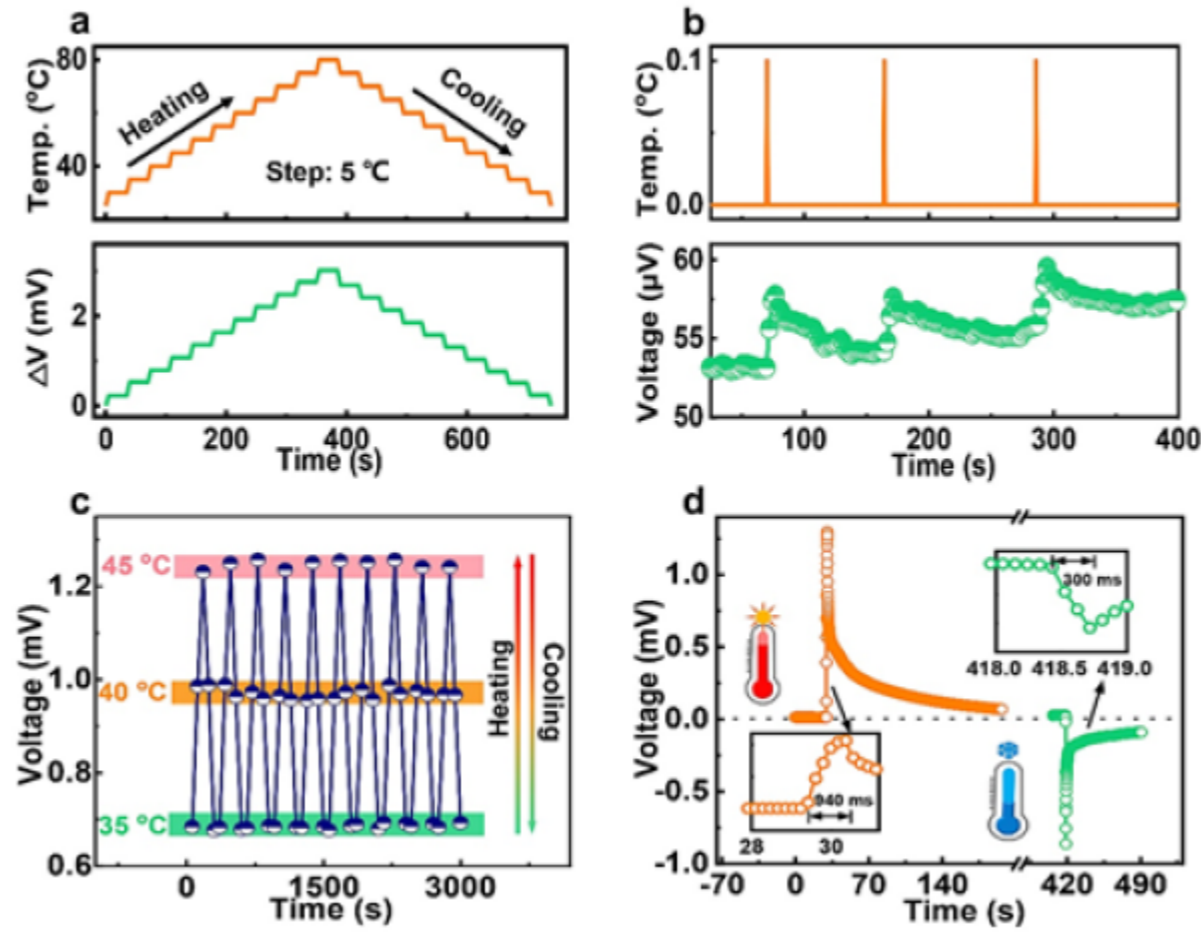 a
Temp. (°C)
80
40
Heating
Cooling
Step: 5 °C
ΔV (mV)
2
0
0 200 400 600
Time (s)
b
Temp. (°C)
0.1
0.0
Voltage (μV)
60
55
50
100 200 300 400
Time (s)
c
Voltage (mV)
1.2
1.0
0.8
0.6
45 °C
40 °C
35 °C
Heating
Cooling
0 1500 3000
Time (s)
d
Voltage (mV)
1.0
0.5
0.0
-0.5
-1.0
300 ms
418.0 418.5 419.0
940 ms
28 30
-70 0 70 140 420 490
Time (s)